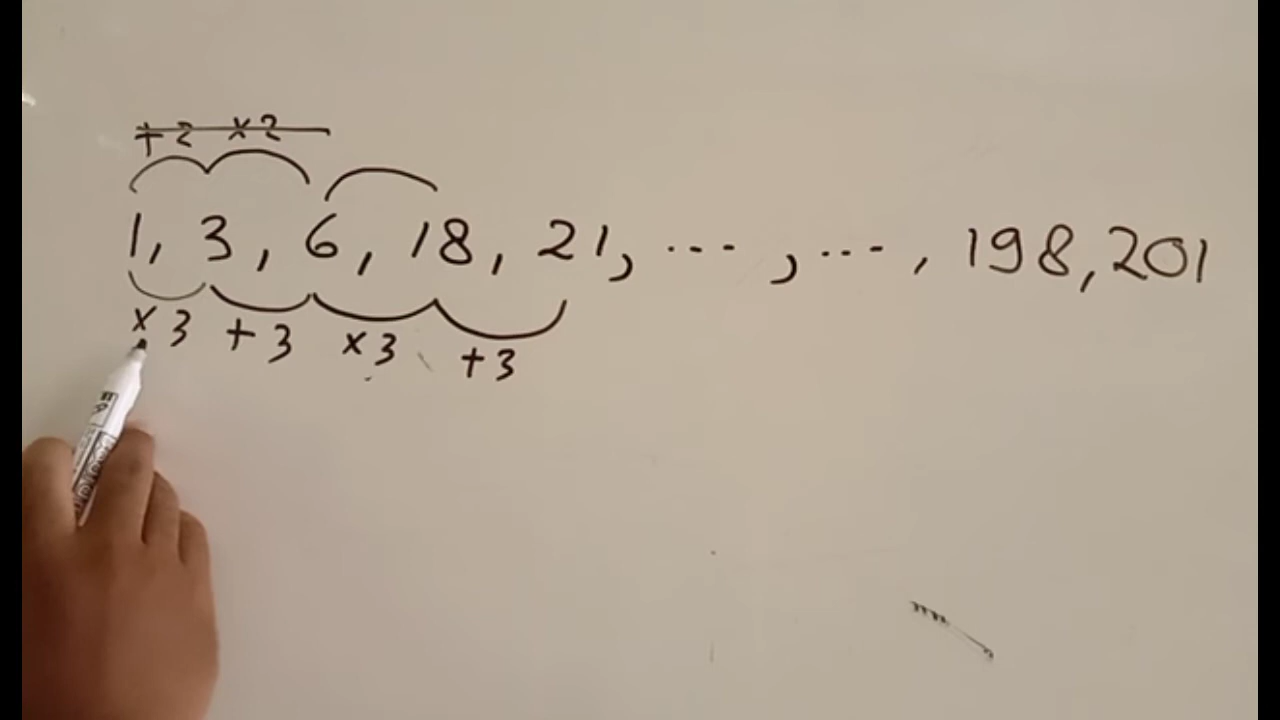 +2 ×2
1, 3, 6, 18, 21, ---, ---, 198, 201
×3 +3 ×3 +3